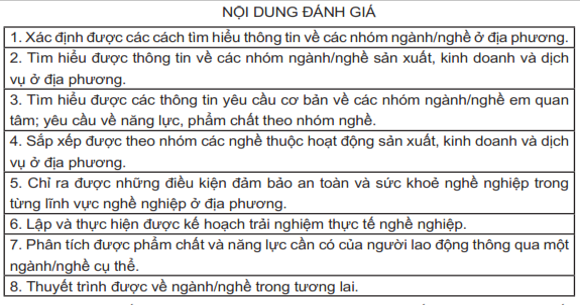 NỘI DUNG ĐÁNH GIÁ
1. Xác định được các cách tìm hiểu thông tin về các nhóm ngành/nghề ở địa phương.
2. Tìm hiểu được thông tin về các nhóm ngành/nghề sản xuất, kinh doanh và dịch
vụ ở địa phương.
3. Tìm hiểu được các thông tin yêu cầu cơ bản về các nhóm ngành/nghề em quan
tâm; yêu cầu về năng lực, phẩm chất theo nhóm nghề.
4. Sắp xếp được theo nhóm các nghề thuộc hoạt động sản xuất, kinh doanh và dịch
vụ ở địa phương.
5. Chỉ ra được những điều kiện đảm bảo an toàn và sức khoẻ nghề nghiệp trong
từng lĩnh vực nghề nghiệp ở địa phương.
6. Lập và thực hiện được kế hoạch trải nghiệm thực tế nghề nghiệp.
7. Phân tích được phẩm chất và năng lực cần có của người lao động thông qua một
ngành/nghề cụ thể.
8. Thuyết trình được về ngành/nghề trong tương lai.